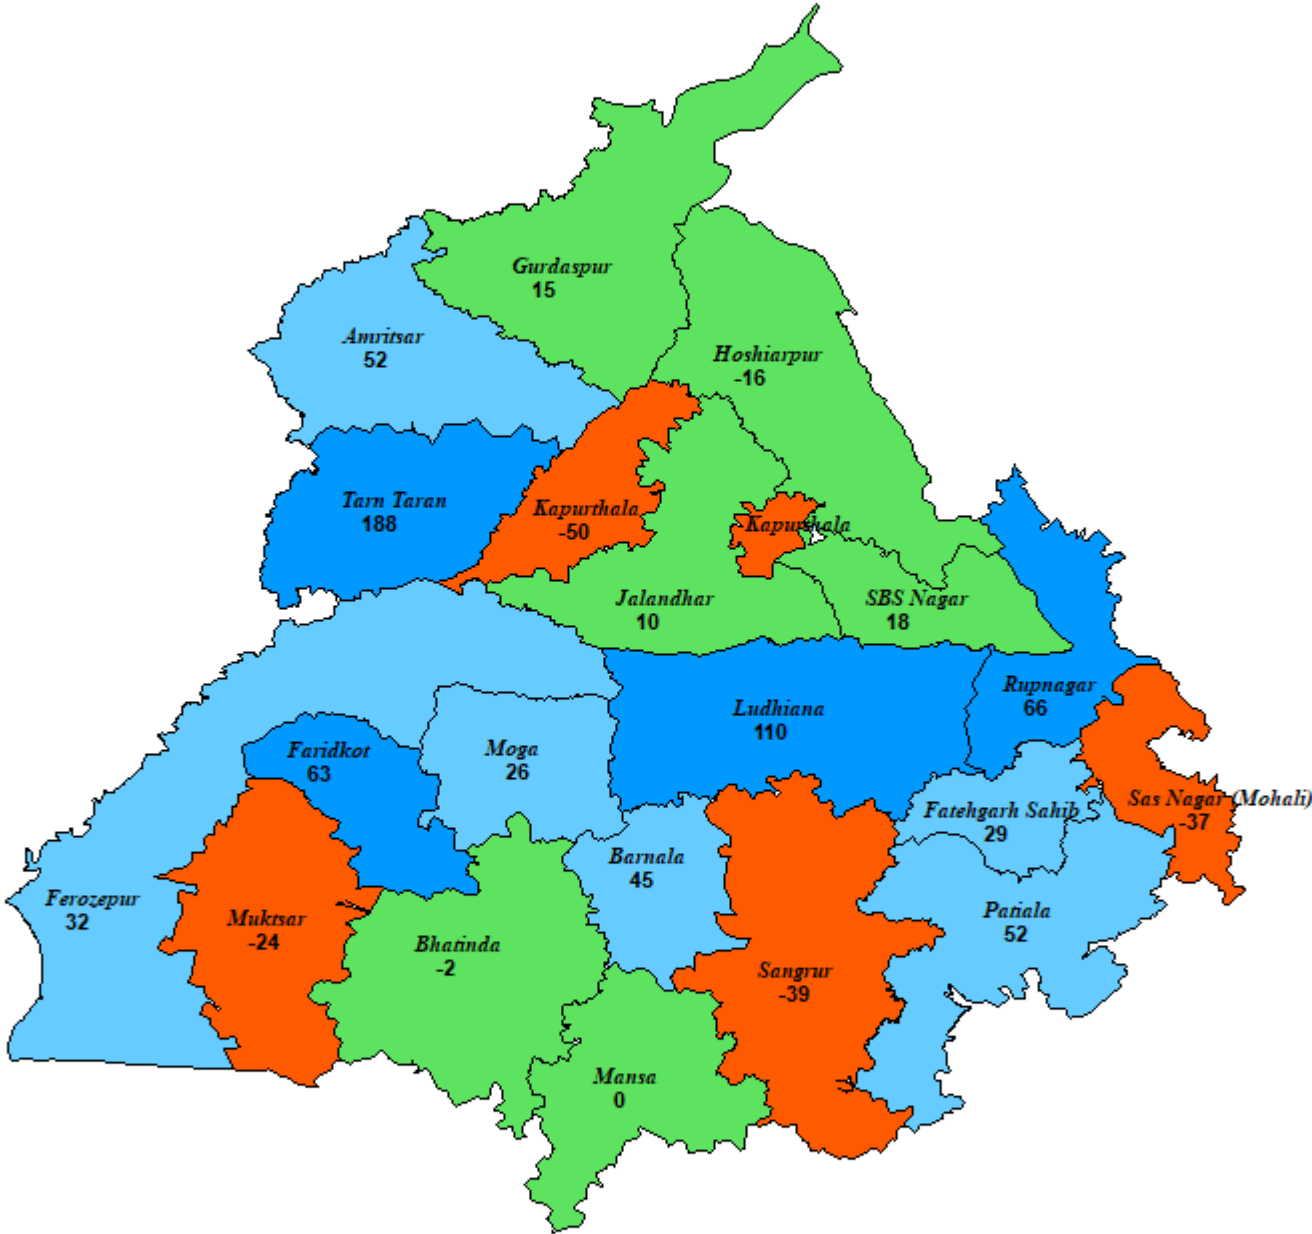 Gurdaspur
15
Amritsar
52
Hoshiarpur
-16
Tarn Taran
188
Kapurthala
-50
Kapurthala
Jalandhar
10
SBS Nagar
18
Rupnagar
66
Ludhiana
110
Faridkot
63
Moga
26
Sas Nagar (Mohali)
-37
Fatehgarh Sahib
29
Barnala
45
Ferozepur
32
Muktsar
-24
Patiala
52
Bhatinda
-2
Sangrur
-39
Mansa
0